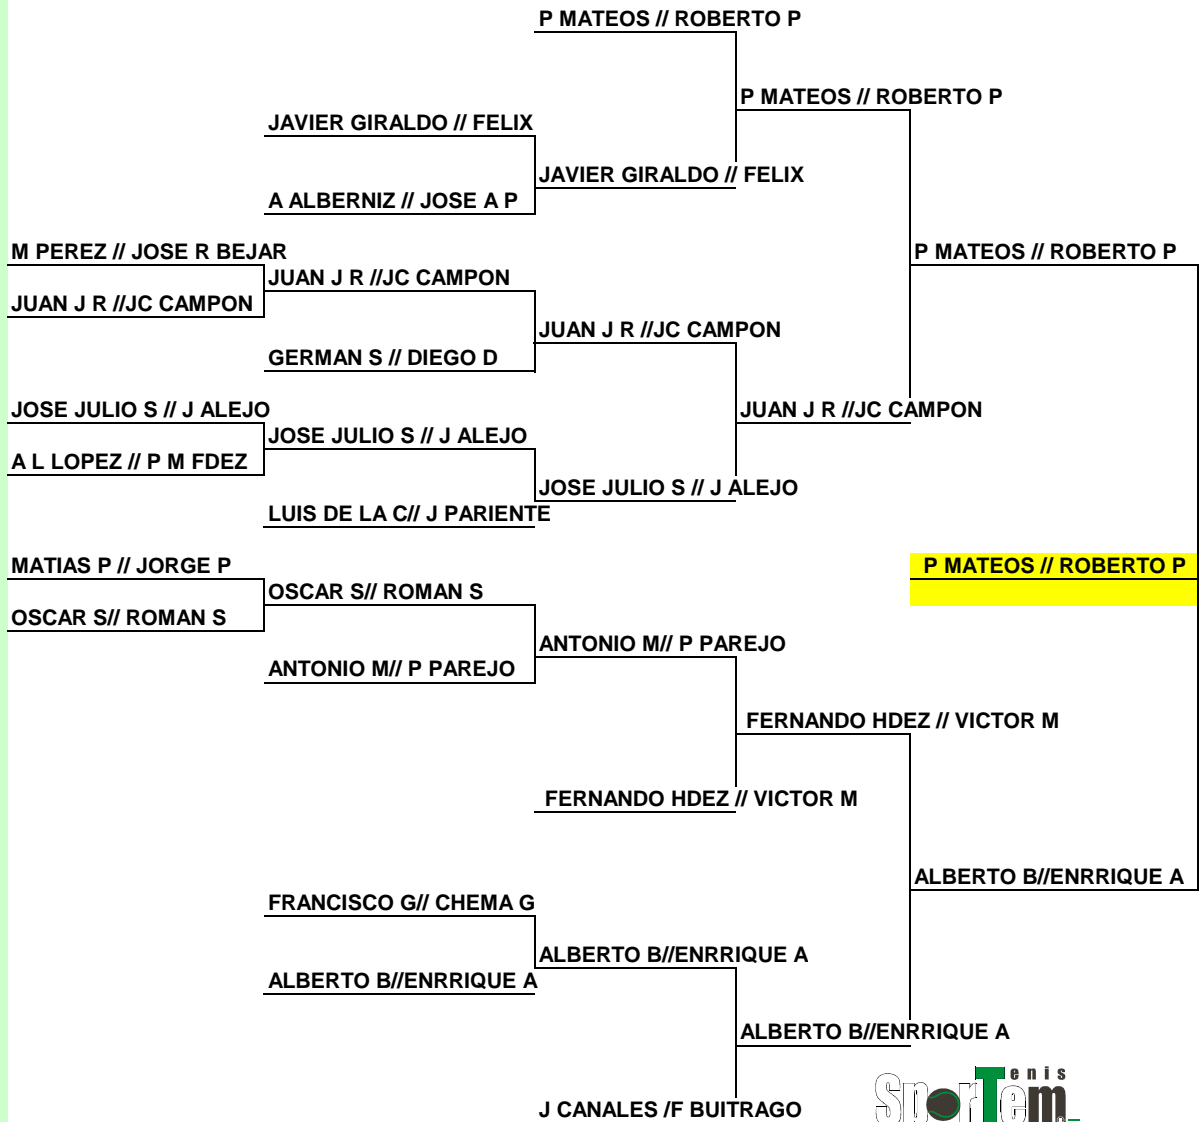 P MATEOS // ROBERTO P
P MATEOS // ROBERTO P
JAVIER GIRALDO // FELIX
JAVIER GIRALDO // FELIX
A ALBERNIZ // JOSE A P
M PEREZ // JOSE R BEJAR
P MATEOS // ROBERTO P
JUAN J R //JC CAMPON
JUAN J R //JC CAMPON
JUAN J R //JC CAMPON
GERMAN S // DIEGO D
JOSE JULIO S // J ALEJO
JUAN J R //JC CAMPON
JOSE JULIO S // J ALEJO
A L LOPEZ // P M FDEZ
JOSE JULIO S // J ALEJO
LUIS DE LA C// J PARIENTE
MATIAS P // JORGE P
P MATEOS // ROBERTO P
OSCAR S// ROMAN S
OSCAR S// ROMAN S
ANTONIO M// P PAREJO
ANTONIO M// P PAREJO
FERNANDO HDEZ // VICTOR M
FERNANDO HDEZ // VICTOR M
ALBERTO B//ENRRIQUE A
FRANCISCO G// CHEMA G
ALBERTO B//ENRRIQUE A
ALBERTO B//ENRRIQUE A
ALBERTO B//ENRRIQUE A
J CANALES /F BUITRAGO
Tenis
SporTem